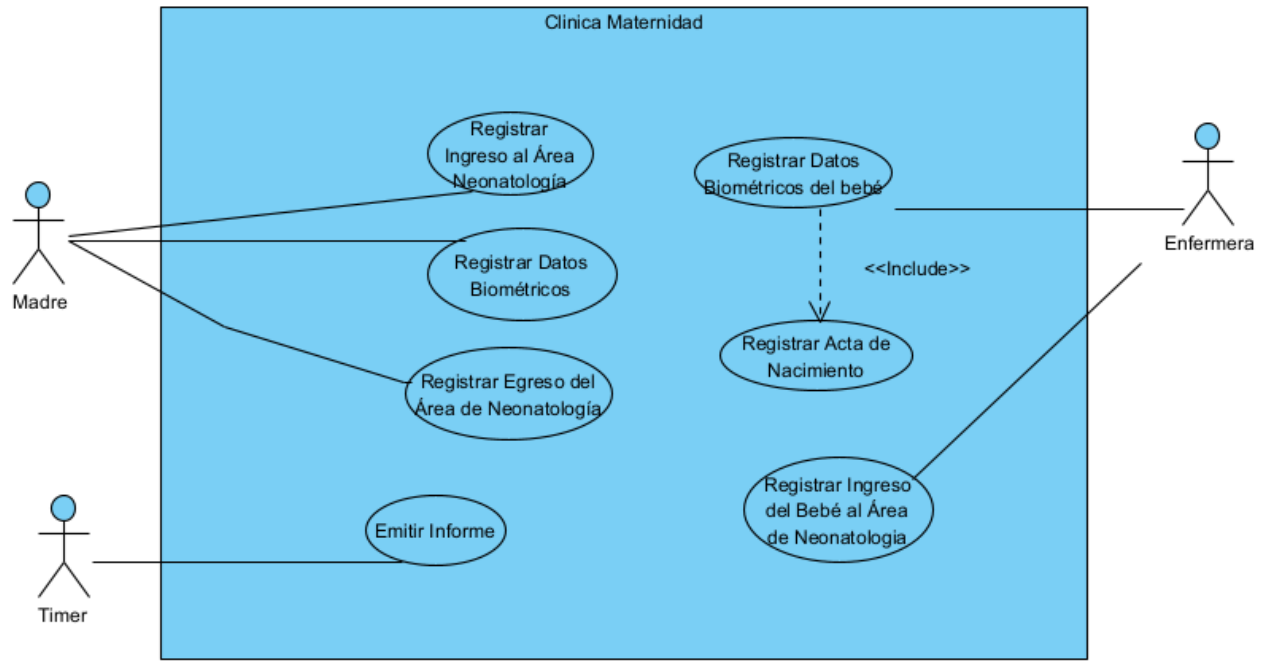 Clinica Maternidad
Registrar
Ingreso al Área
Neonatología
Registrar Datos
Biométricos del bebé
Madre
Enfermera
Registrar Datos
Biométricos
<<Include>>
Registrar Acta de
Nacimiento
Registrar Egreso del
Área de Neonatología
Registrar Ingreso
del Bebé al Área
de Neonatologia
Emitir Informe
Timer